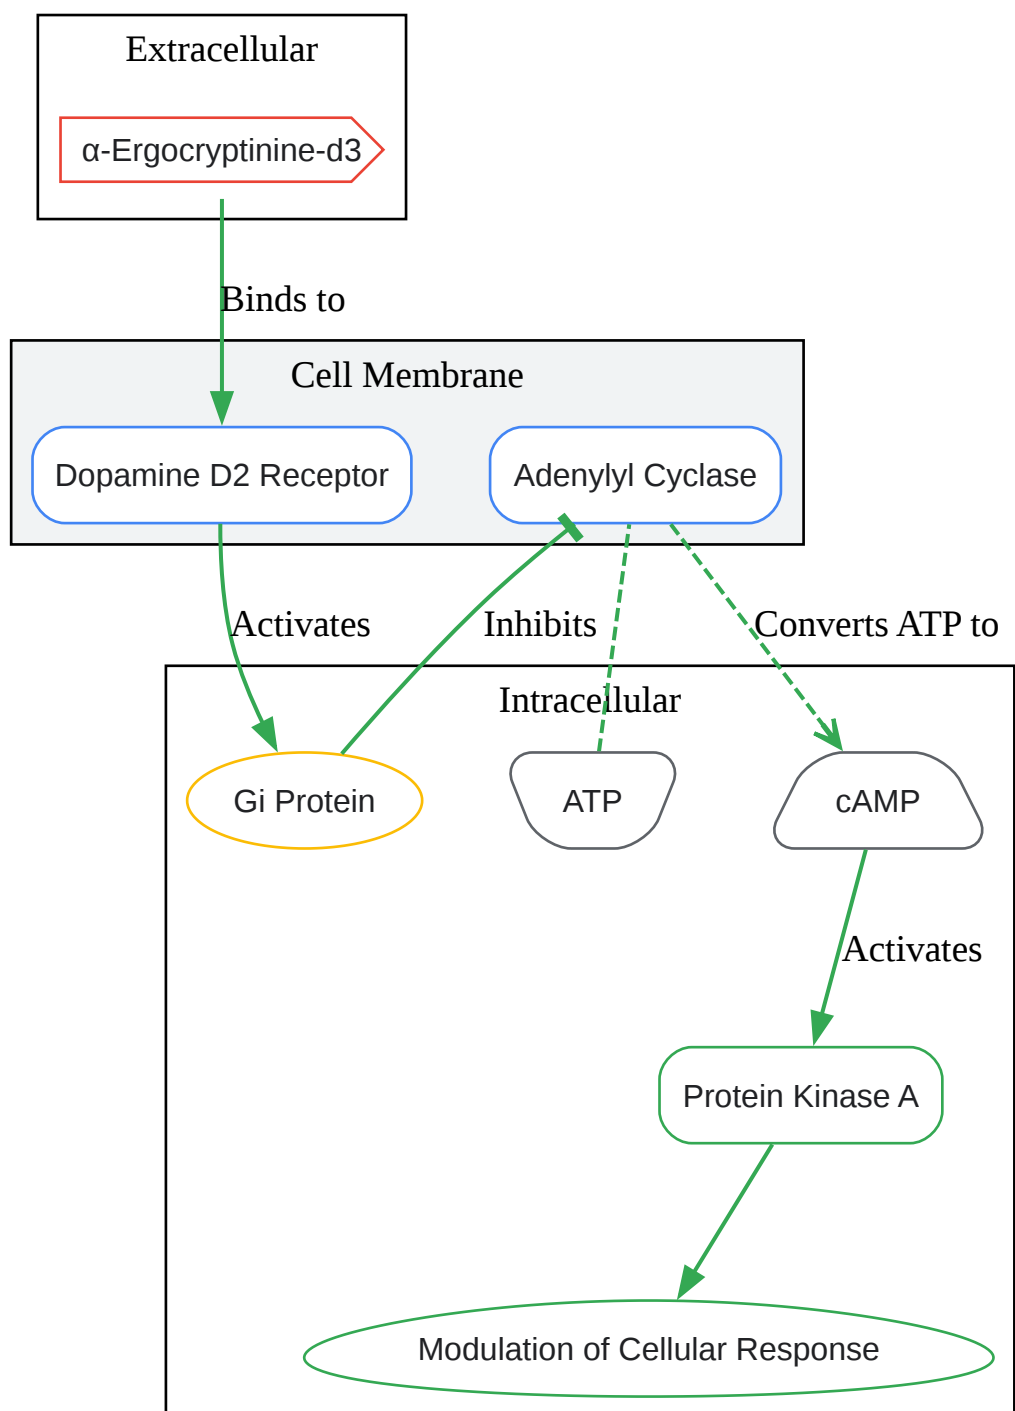 Extracellular
α-Ergocryptinine-d3
Binds to
Cell Membrane
Dopamine D2 Receptor
Adenylyl Cyclase
Activates
Inhibits
Converts ATP to
Intracellular
Gi Protein
ATP
cAMP
Activates
Protein Kinase A
Modulation of Cellular Response